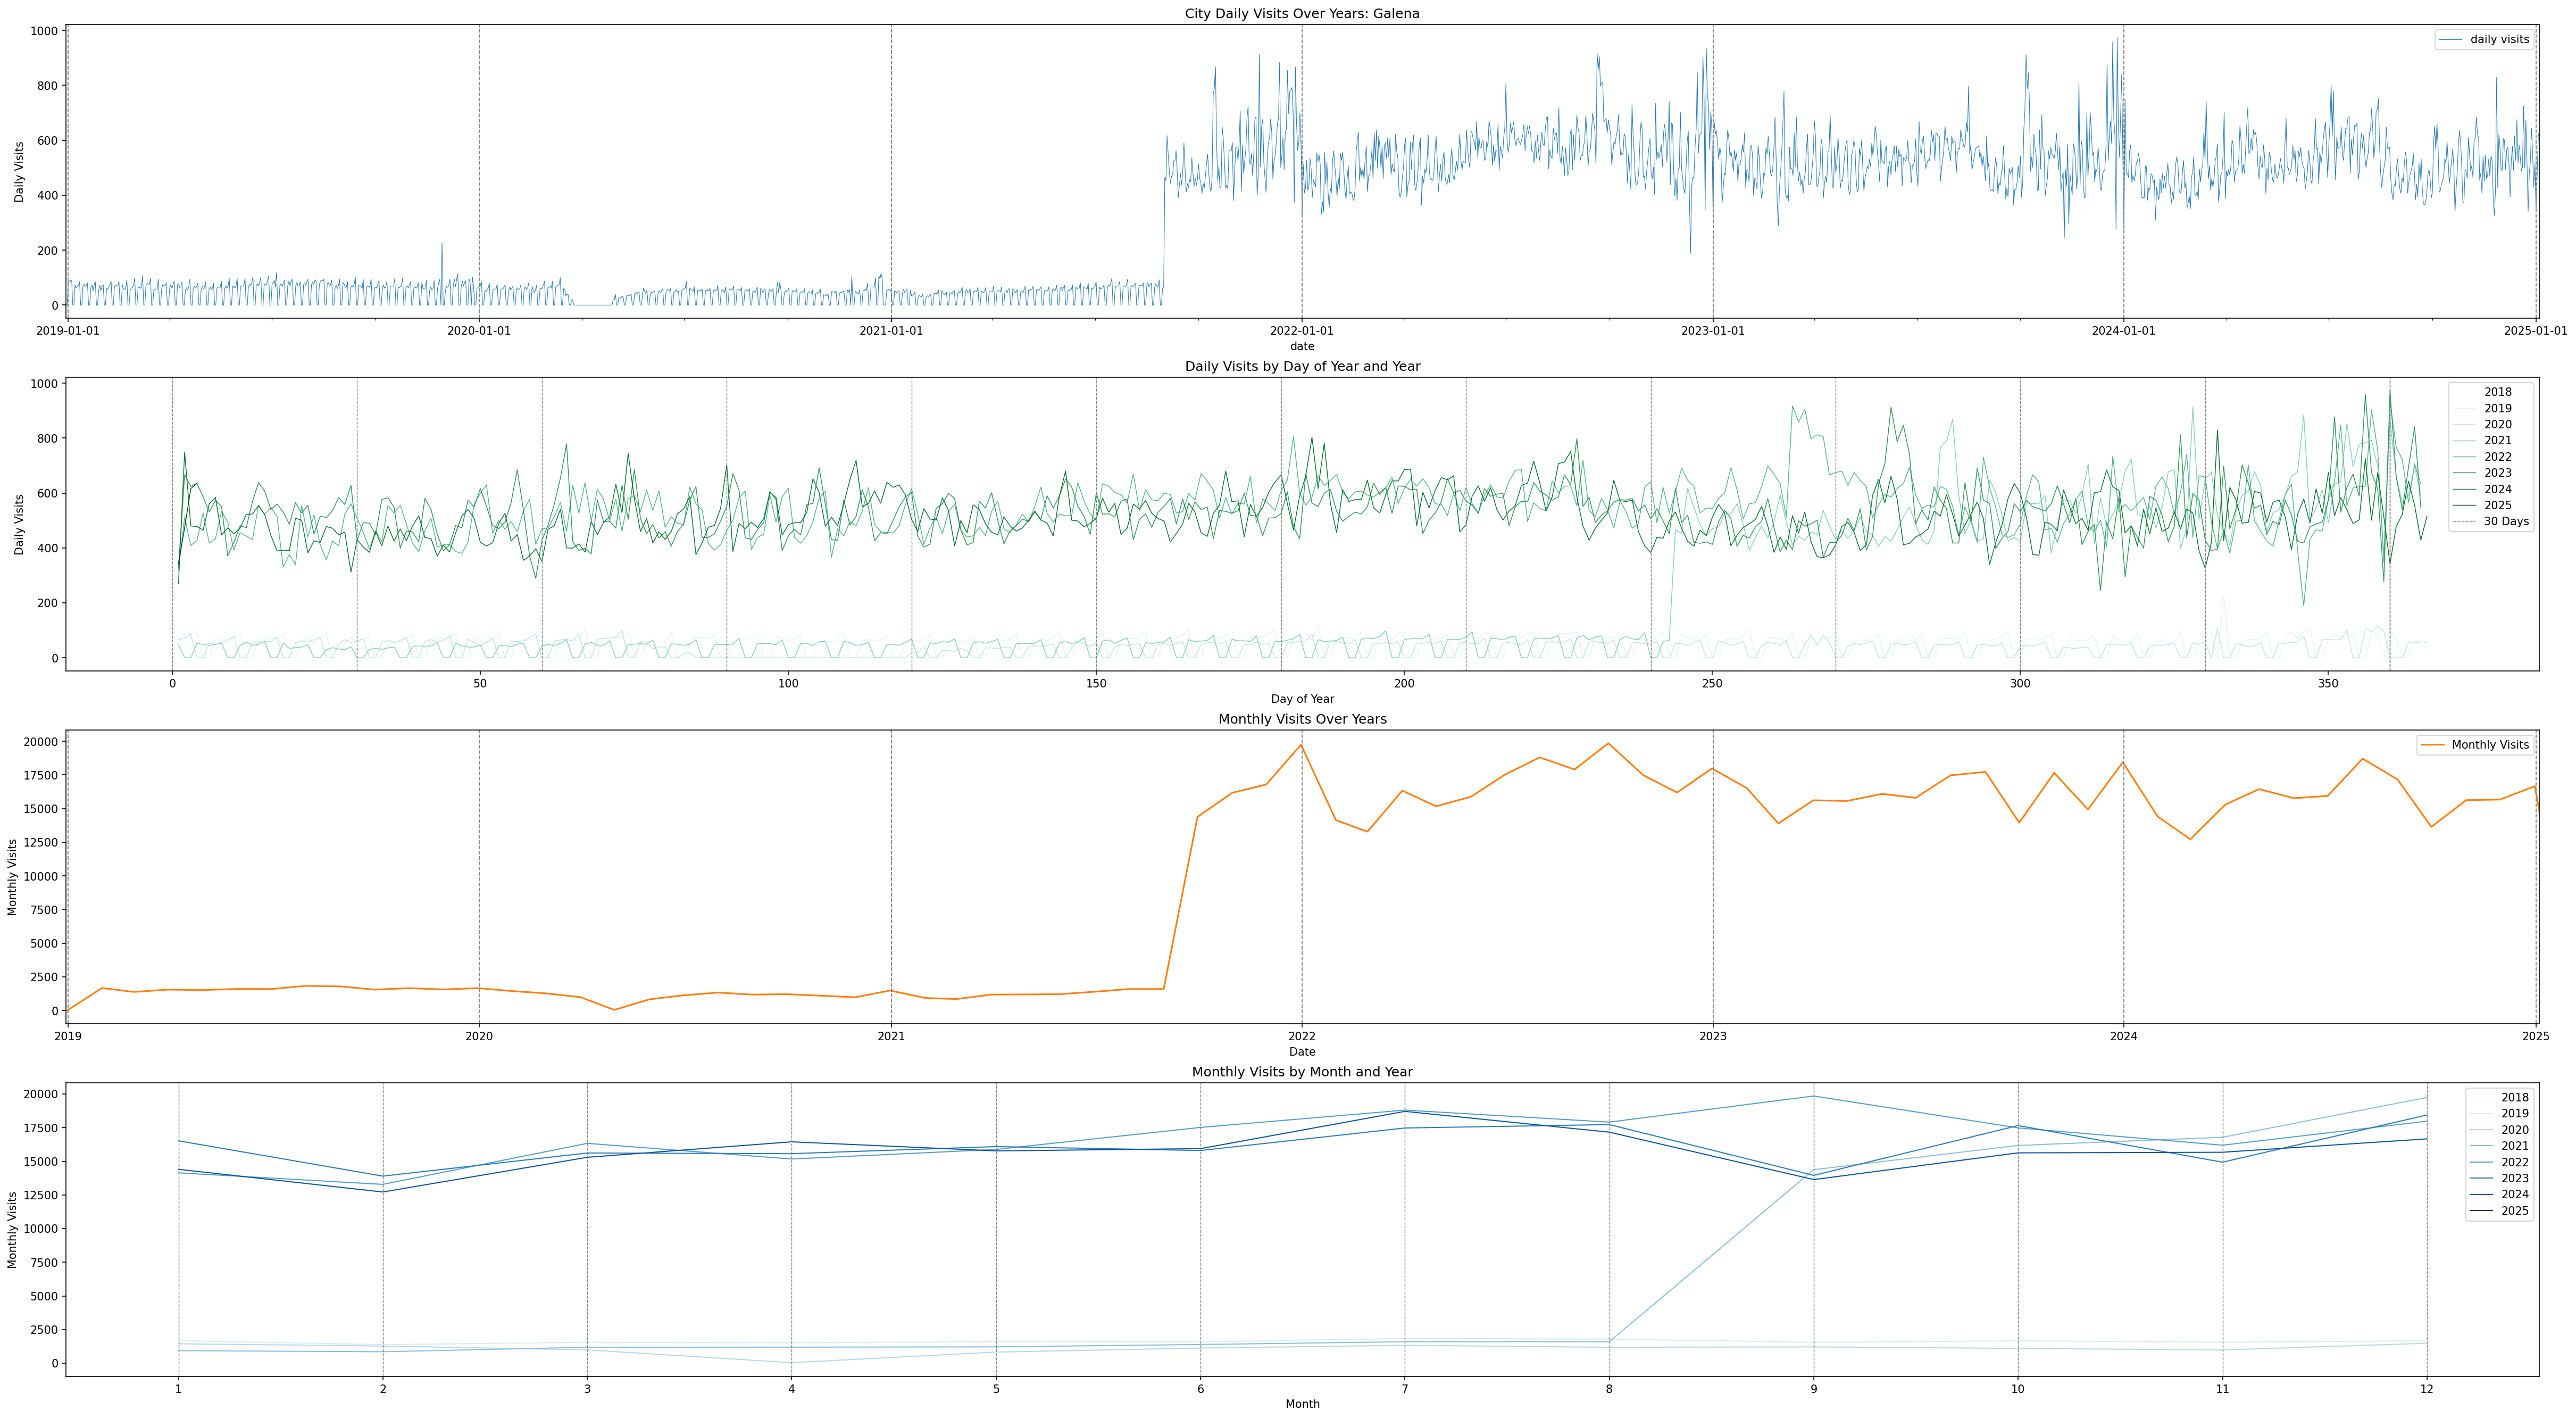 City Daily Visits Over Years: Galena
1000
800
600
400
200
0
Daily Visits
daily visits
2019-01-01 2020-01-01 2021-01-01 2022-01-01 2023-01-01 2024-01-01 2025-01-01
date
Daily Visits by Day of Year and Year
1000
800
600
400
200
0
Daily Visits
2018
2019
2020
2021
2022
2023
2024
2025
30 Days
0 50 100 150 200 250 300 350
Day of Year
Monthly Visits Over Years
20000
17500
15000
12500
10000
7500
5000
2500
0
Monthly Visits
Monthly Visits
2019 2020 2021 2022 2023 2024 2025
Date
Monthly Visits by Month and Year
20000
17500
15000
12500
10000
7500
5000
2500
0
Monthly Visits
2018
2019
2020
2021
2022
2023
2024
2025
1 2 3 4 5 6 7 8 9 10 11 12
Month